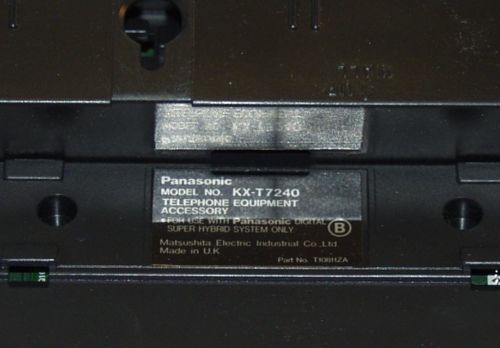 Panasonic
MODEL NO. KX-T7240
TELEPHONE EQUIPMENT
ACCESSORY
• FOR USE WITH Panasonic DIGITAL
SUPER HYBRID SYSTEM ONLY
B
Matsushita Electric Industrial Co., Ltd.
Made in U.K
Part No. T10811ZA